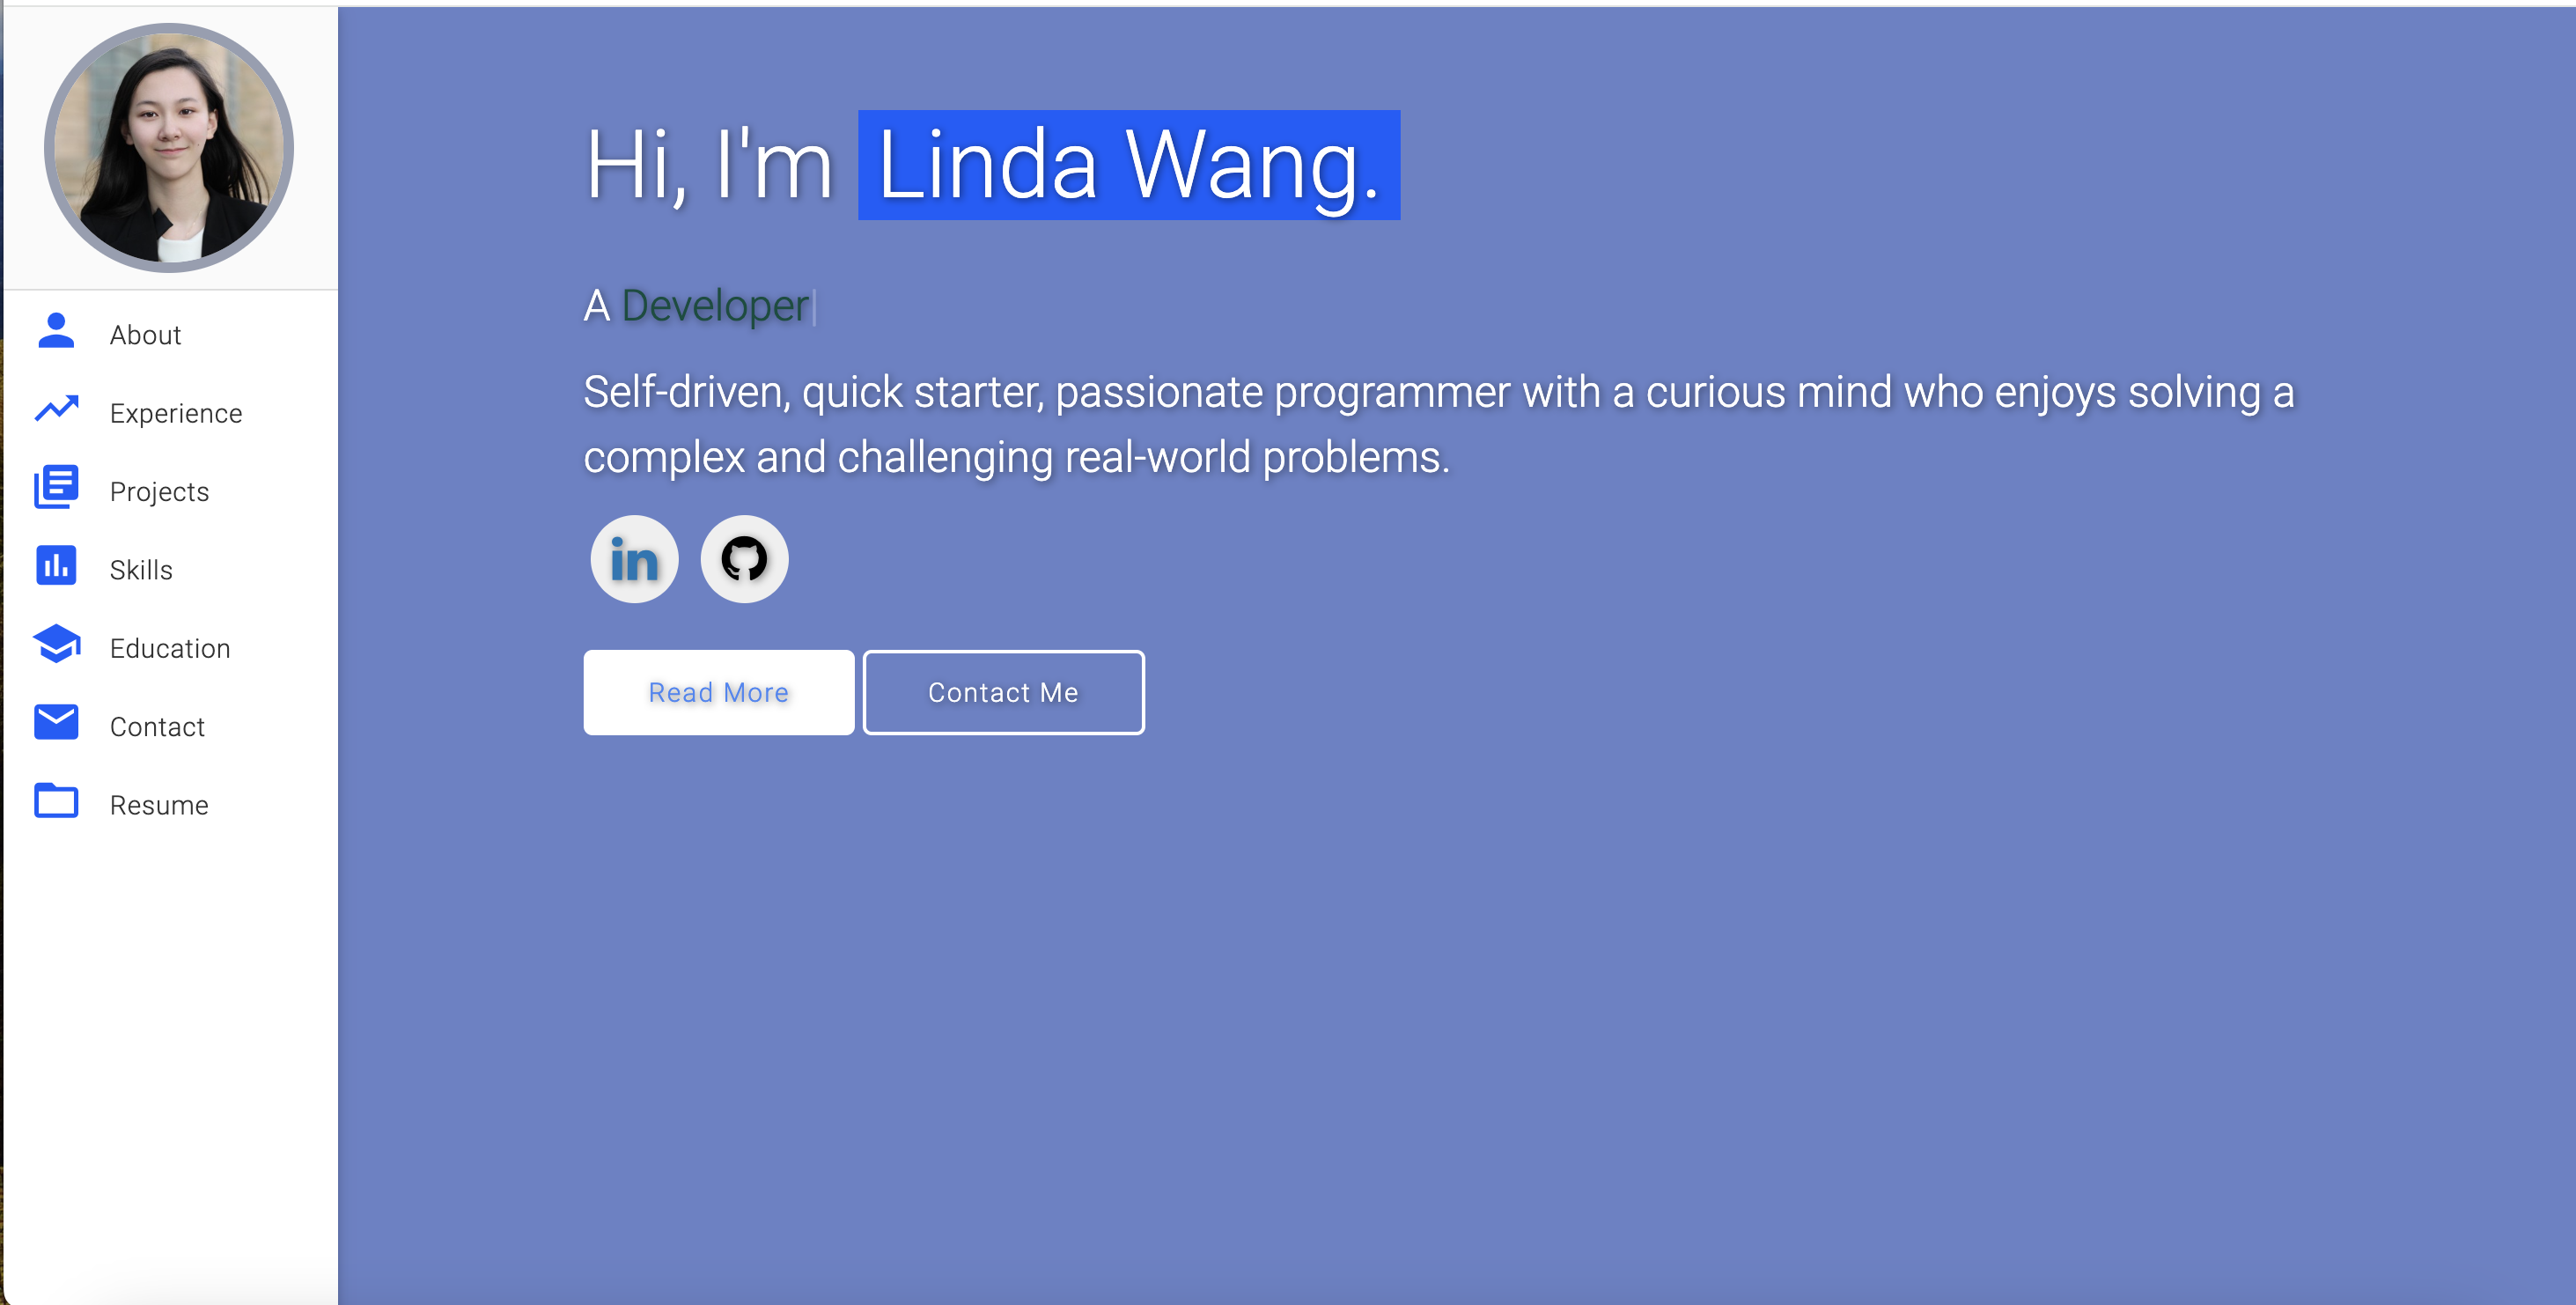 About
Experience
Projects
Skills
Education
Contact
Resume
Hi, I'm Linda Wang.
A Developer
Self-driven, quick starter, passionate programmer with a curious mind who enjoys solving a
complex and challenging real-world problems.
in
Read More
Contact Me